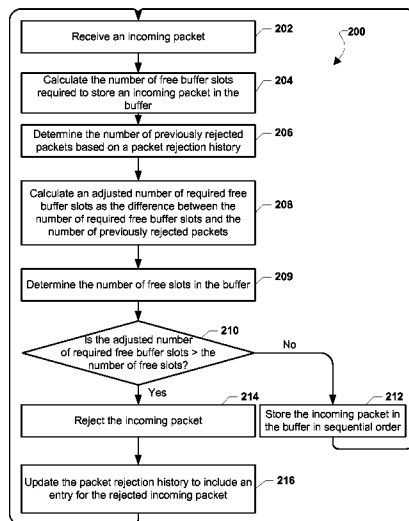 Receive an incoming packet
202
200
Calculate the number of free buffer slots
required to store an incoming packet in the
buffer
204
Determine the number of previously rejected
packets based on a packet rejection history
206
Calculate an adjusted number of required free
buffer slots as the difference between the
number of required free buffer slots and the
number of previously rejected packets
208
Determine the number of free slots in the buffer
209
210
Is the adjusted number
of required free buffer slots > the
number of free slots?
No
Yes
214
Reject the incoming packet
212
Store the incoming packet in
the buffer in sequential order
Update the packet rejection history to include an
entry for the rejected incoming packet
216